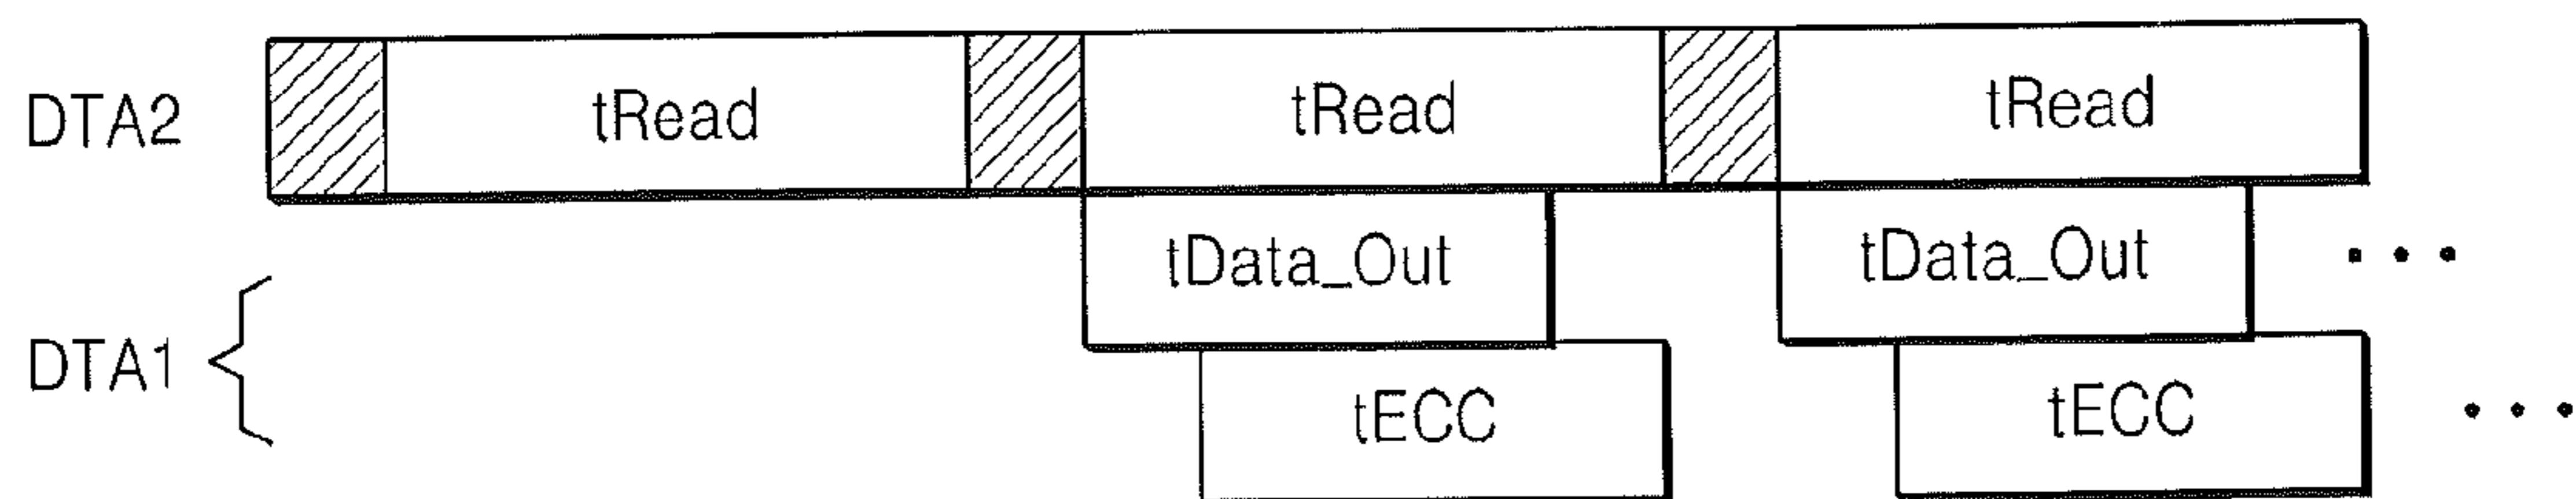 DTA2 tRead tRead tRead
tData_Out tData_Out • • •
DTA1
tECC tECC • • •